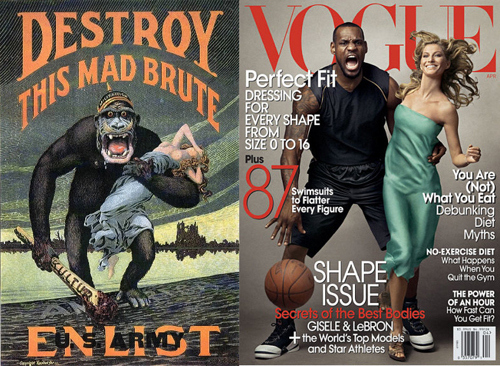 DESTROY
THIS MAD BRUTE
ENLIST
U.S. ARMY
VOGUE
APR
Perfect Fit
DRESSING
FOR
EVERY SHAPE
FROM
SIZE 0 TO 16
Plus
87
Swimsuits
to Flatter
Every Figure
You Are
(Not)
What You Eat
Debunking
Diet
Myths
NO-EXERCISE DIET
What Happens
When You
Quit the Gym
THE POWER
OF AN HOUR
How Fast Can
You Get Fit?
SHAPE
ISSUE
Secrets of the Best Bodies
GISELE & LeBRON
+ the World's Top Models
and Star Athletes